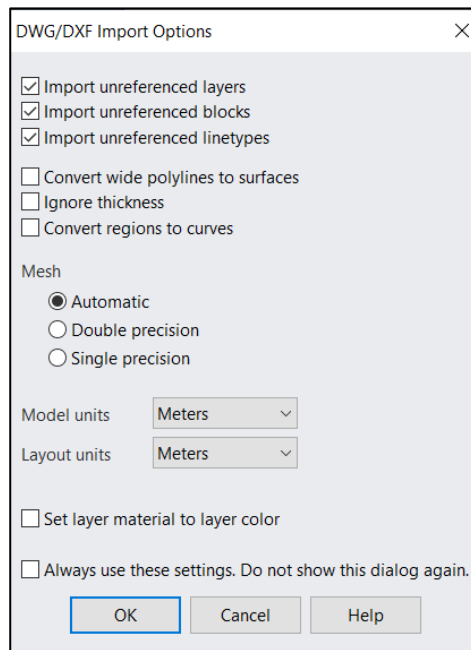 DWG/DXF Import Options
Import unreferenced layers
Import unreferenced blocks
Import unreferenced linetypes
Convert wide polylines to surfaces
Ignore thickness
Convert regions to curves
Mesh
Automatic
Double precision
Single precision
Model units Meters
Layout units Meters
Set layer material to layer color
Always use these settings. Do not show this dialog again.
OK Cancel Help